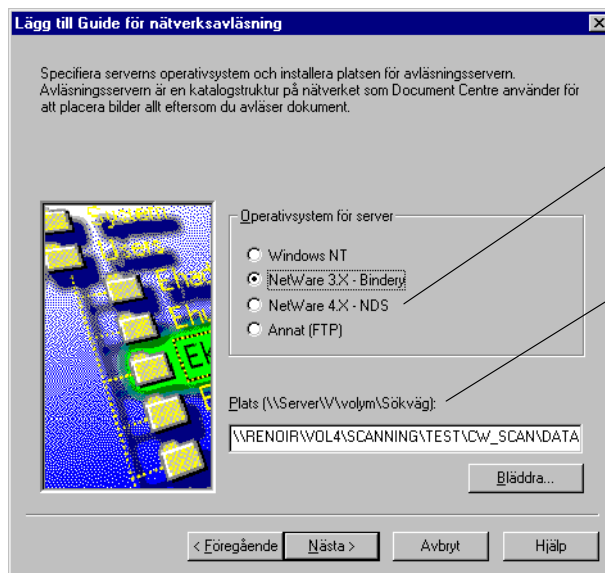 Lägg till Guide för nätverksavläsning
Specifiera serverns operativsystem och installera platsen för avläsningsservern.
Avläsningsservern är en katalogstruktur på nätverket som Document Centre använder för
att placera bilder allt eftersom du avläser dokument.
Operativsystem för server
Windows NT
NetWare 3.X - Bindery
NetWare 4.X - NDS
Annat (FTP)
Plats (\\Server\V\volym\Sökväg):
\\RENOIR\VOL4\SCANNING\TEST\CW_SCAN\DATA
Bläddra...
< Föregående
Nästa >
Avbryt
Hjälp